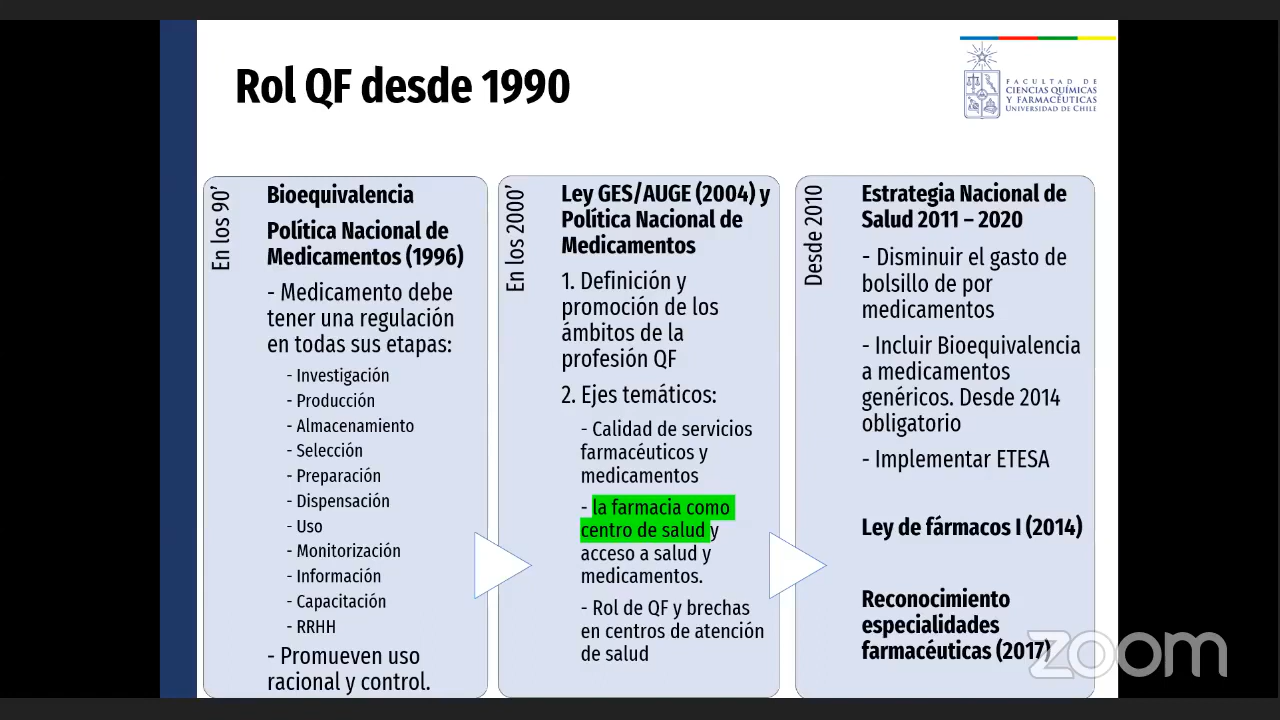 Rol QF desde 1990
FACULTAD DE
CIENCIAS QUÍMICAS
Y FARMACÉUTICAS
UNIVERSIDAD DE CHILE
En los 90’
Bioequivalencia
Política Nacional de
Medicamentos (1996)
- Medicamento debe
tener una regulación
en todas sus etapas:
- Investigación
- Producción
- Almacenamiento
- Selección
- Preparación
- Dispensación
- Uso
- Monitorización
- Información
- Capacitación
- RRHH
- Promueven uso
racional y control.
En los 2000’
Ley GES/AUGE (2004) y
Política Nacional de
Medicamentos
1. Definición y
promoción de los
ámbitos de la
profesión QF
2. Ejes temáticos:
- Calidad de servicios
farmacéuticos y
medicamentos
- la farmacia como
centro de salud y
acceso a salud y
medicamentos.
- Rol de QF y brechas
en centros de atención
de salud
Desde 2010
Estrategia Nacional de
Salud 2011 – 2020
- Disminuir el gasto de
bolsillo de por
medicamentos
- Incluir Bioequivalencia
a medicamentos
genéricos. Desde 2014
obligatorio
- Implementar ETESA
Ley de fármacos I (2014)
Reconocimiento
especialidades
farmacéuticas (2017)
zoom